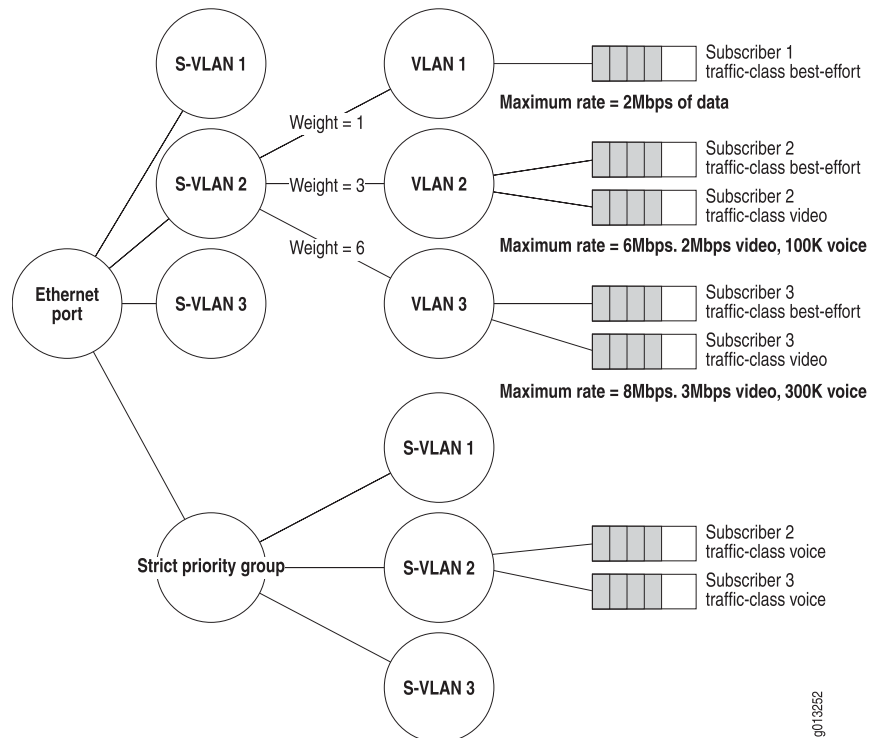 S-VLAN 1
VLAN 1
Subscriber 1
traffic-class best-effort
Maximum rate = 2Mbps of data
Weight = 1
S-VLAN 2
Weight = 3
VLAN 2
Subscriber 2
traffic-class best-effort
Subscriber 2
traffic-class video
Maximum rate = 6Mbps. 2Mbps video, 100K voice
Weight = 6
Ethernet
port
S-VLAN 3
VLAN 3
Subscriber 3
traffic-class best-effort
Subscriber 3
traffic-class video
Maximum rate = 8Mbps. 3Mbps video, 300K voice
S-VLAN 1
Strict priority group
S-VLAN 2
Subscriber 2
traffic-class voice
Subscriber 3
traffic-class voice
S-VLAN 3
g013252